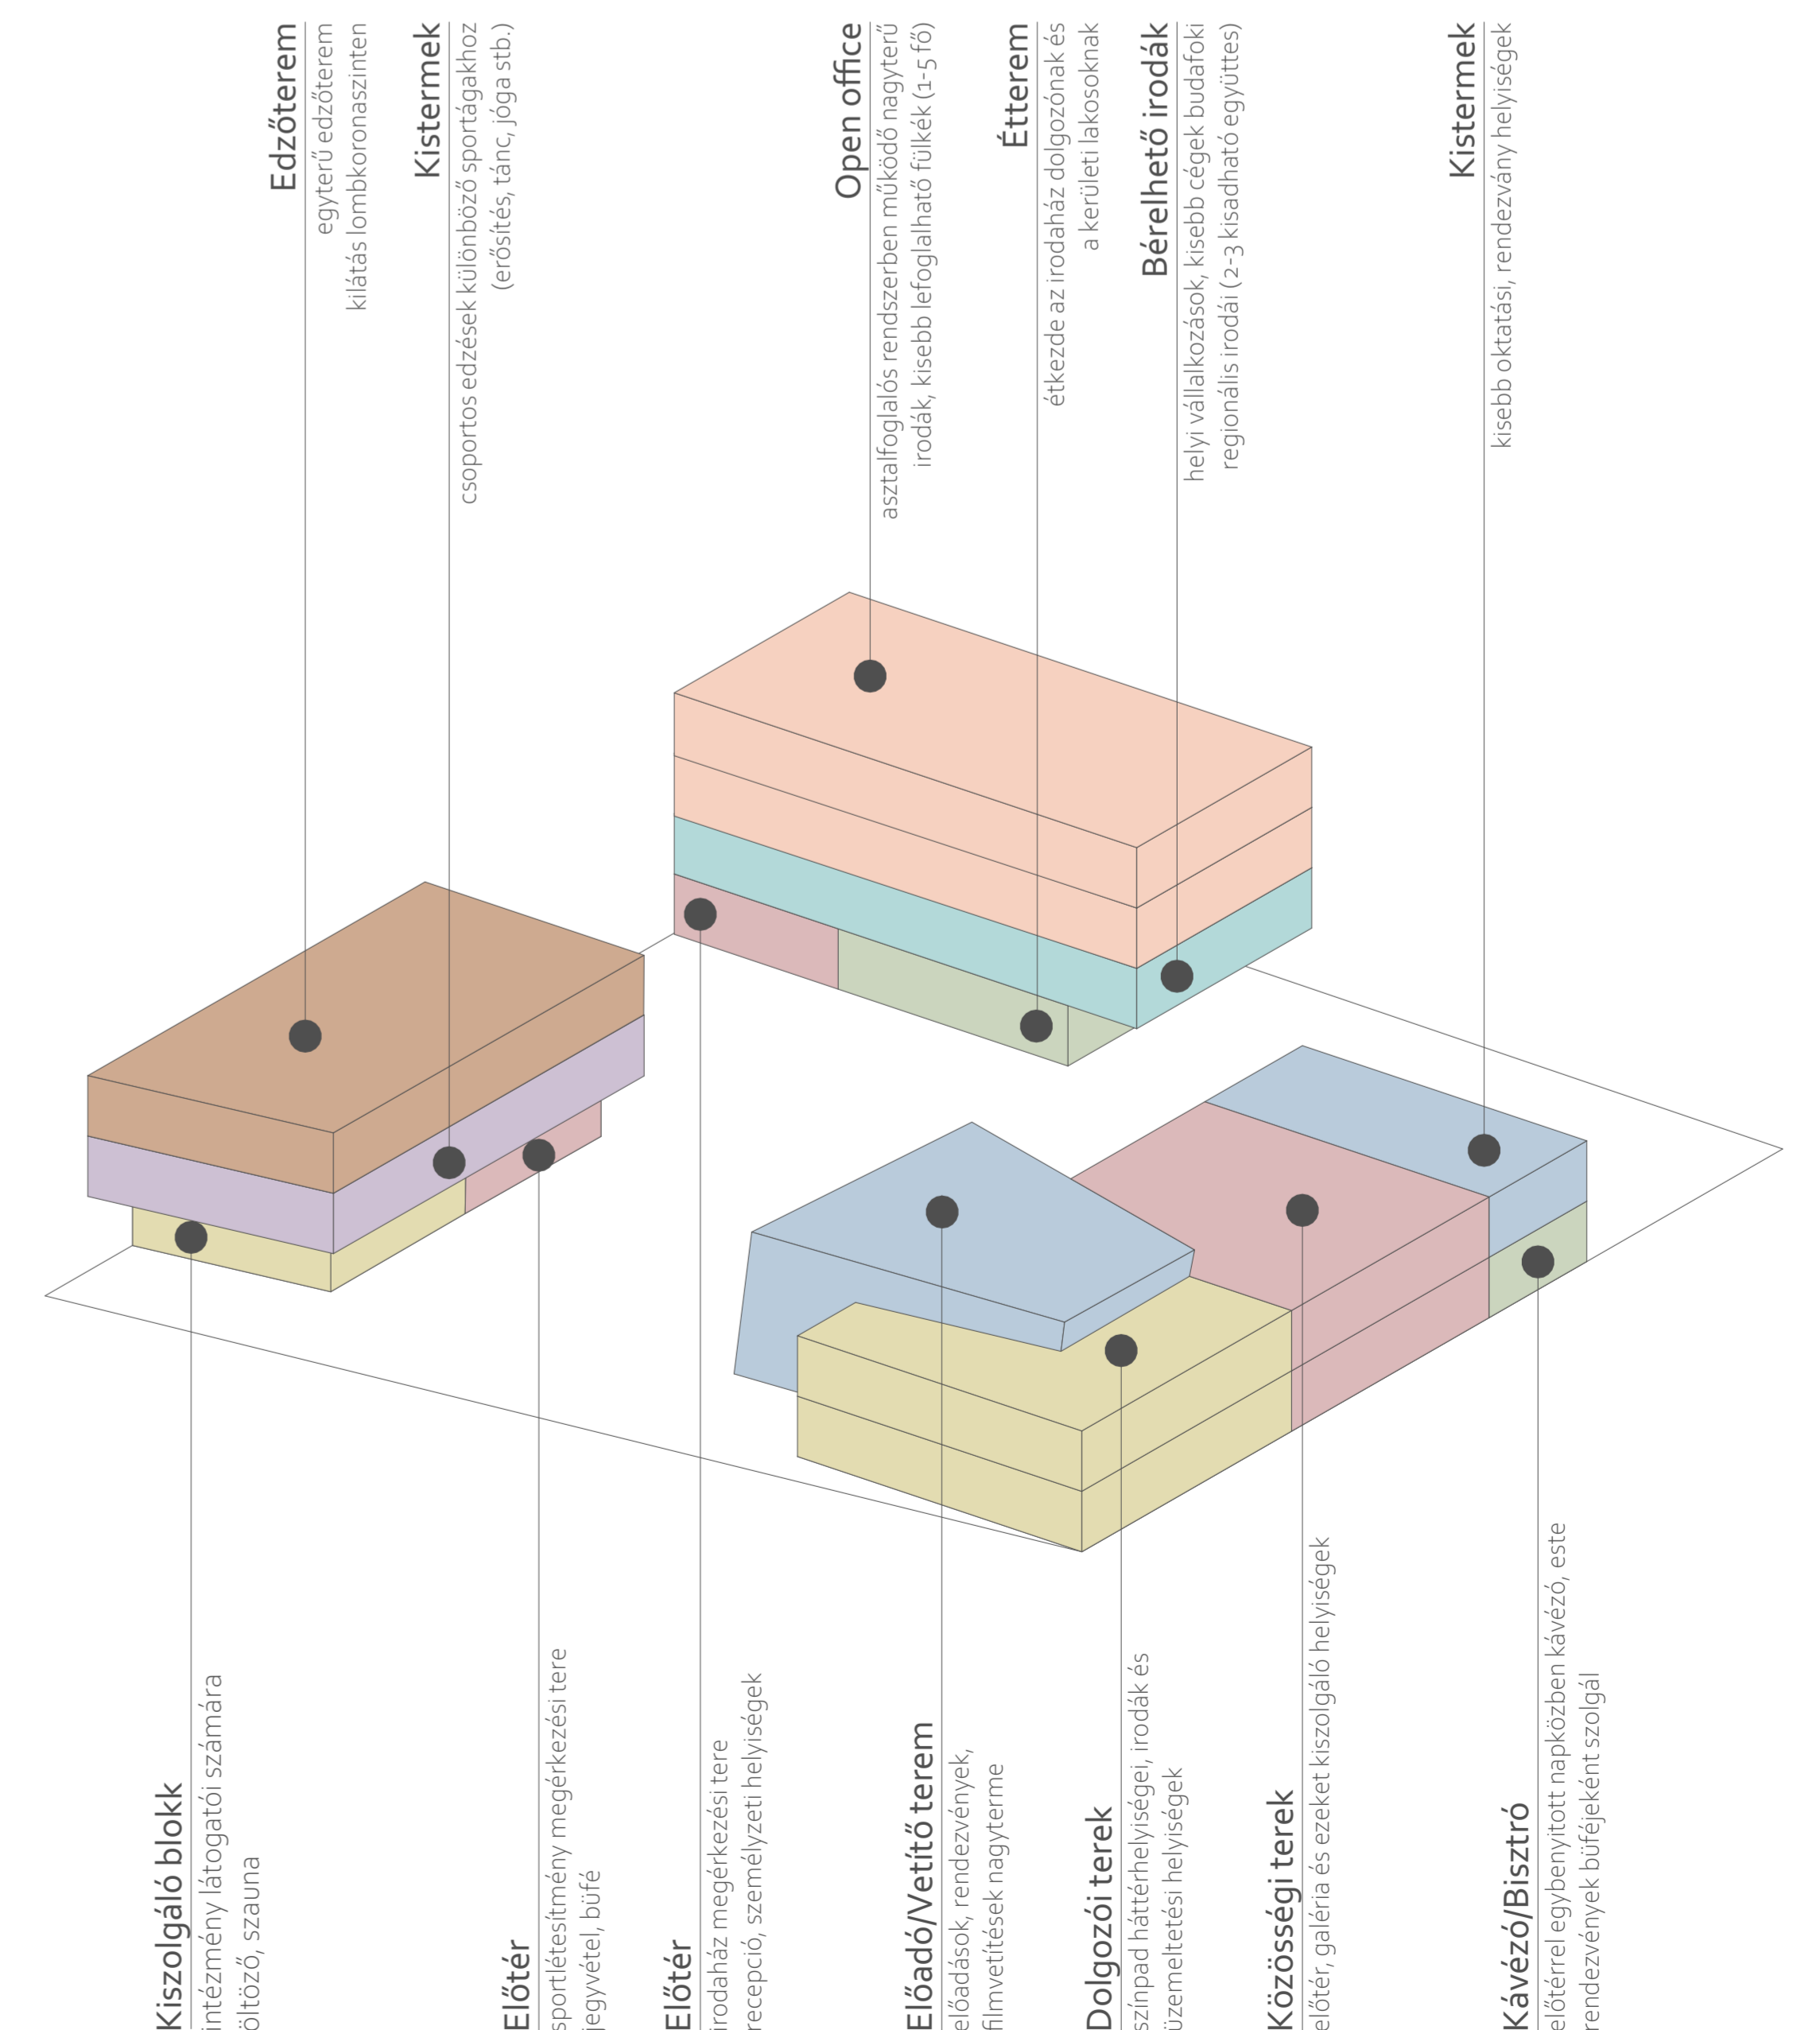 Edzőterem
egyterű edzőterem
kilátás lombkoronaszinten
Kistermek
csoportos edzések különböző sportágakhoz
(erősítés, tánc, jóga stb.)
Open office
asztalfoglalós rendszerben működő nagyterű
irodák, kisebb lefoglalható fülkék (1-5 fő)
Étterem
étkezde az irodaház dolgozónak és
a kerületi lakosoknak
Bérelhető irodák
helyi vállalkozások, kisebb cégek budafoki
regionális irodái (2-3 kisadható együttes)
Kistermek
kisebb oktatási, rendezvény helyiségek
Kiszolgáló blokk
intézmény látogatói számára
öltöző, szauna
Előtér
sportlétesítmény megérkezési tere
jegyvétel, büfé
Előtér
irodaház megérkezési tere
recepció, személyzeti helyiségek
Előadó/Vetítő terem
előadások, rendezvények,
filmvetítések nagyterme
Dolgozói terek
színpad háttérhelyiségei, irodák és
üzemeltetési helyiségek
Közösségi terek
előtér, galéria és ezeket kiszolgáló helyiségek
Kávézó/Bisztró
előtérrel egybenyitott napközben kávézó, este
rendezvények büféjeként szolgál